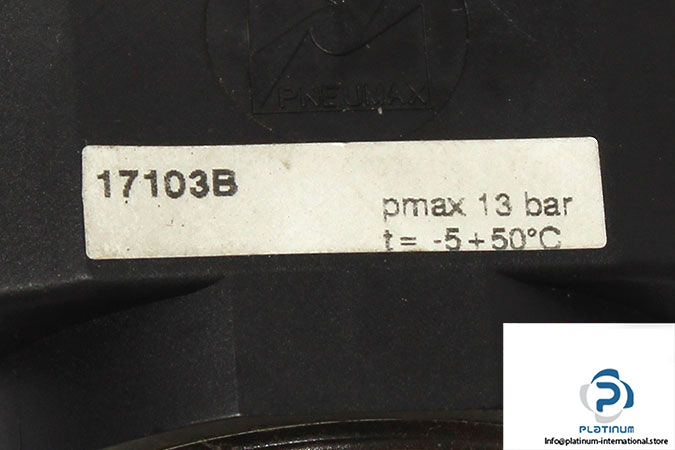 PNEUMAX
17103B
pmax 13 bar
t= -5+50°C
PLATINUM
Info@platinum-international.store